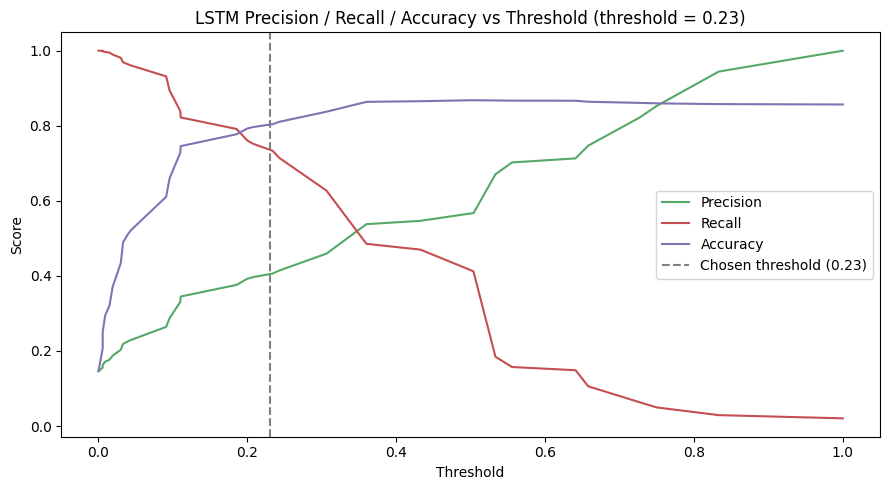 LSTM Precision / Recall / Accuracy vs Threshold (threshold = 0.23)
1.0
0.8
0.6
0.4
0.2
0.0
Score
Precision
Recall
Accuracy
Chosen threshold (0.23)
0.0 0.2 0.4 0.6 0.8 1.0
Threshold